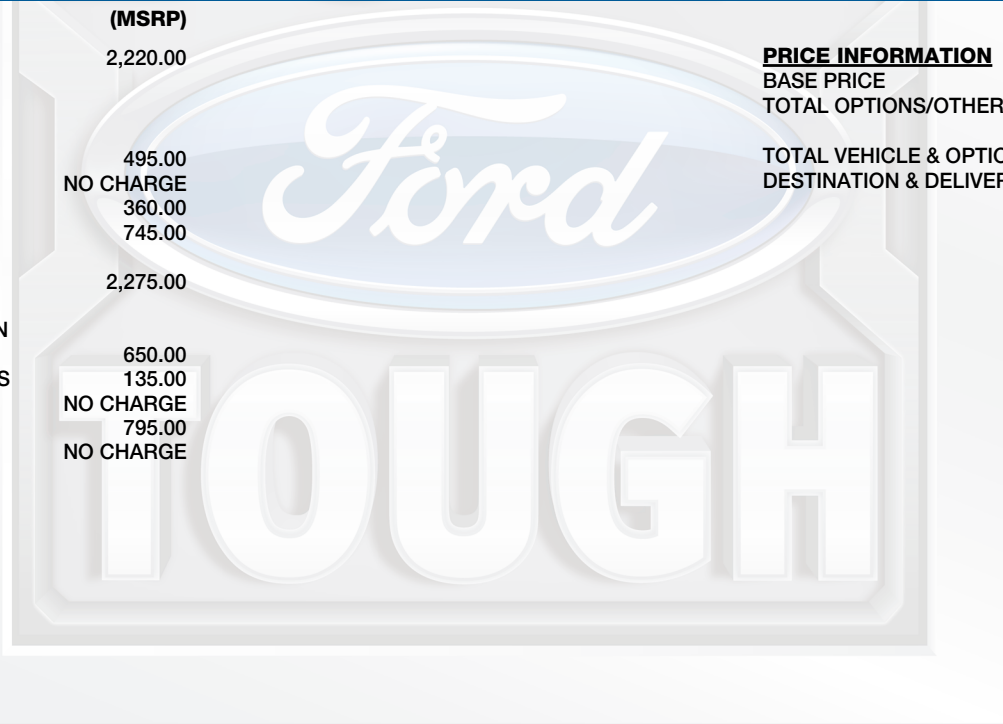 (MSRP)
2,220.00
495.00
NO CHARGE
360.00
745.00
2,275.00
N
650.00
S 135.00
NO CHARGE
795.00
NO CHARGE
PRICE INFORMATION
BASE PRICE
TOTAL OPTIONS/OTHER
TOTAL VEHICLE & OPTIO
DESTINATION & DELIVER
Ford
TOUGH